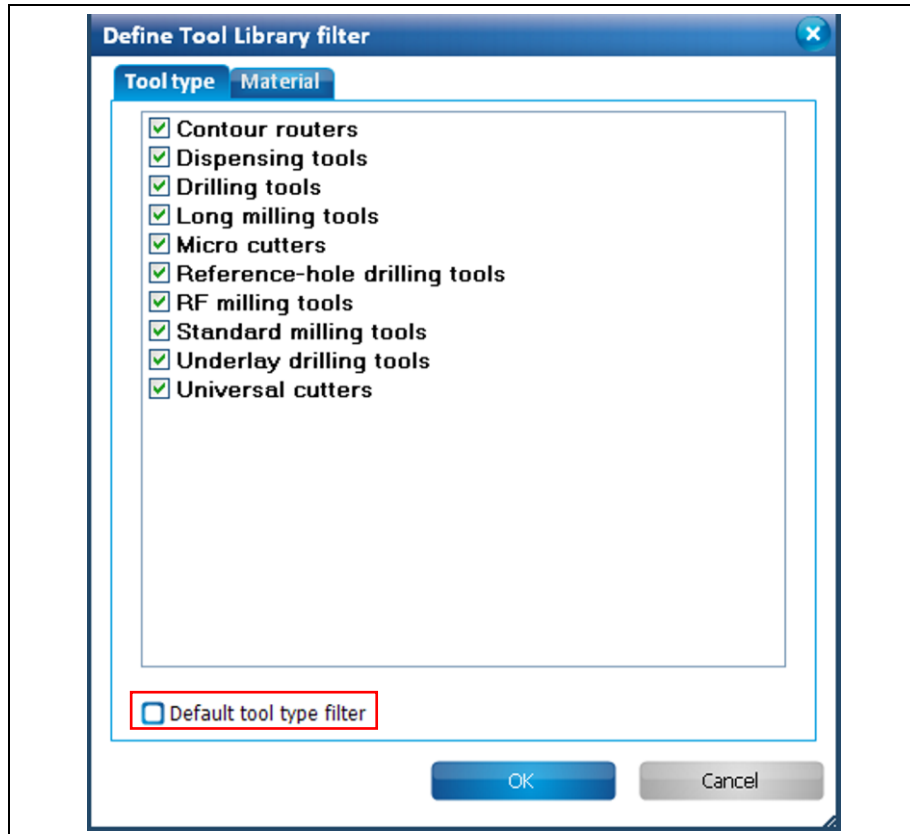 Define Tool Library filter
Tool type Material
Contour routers
Dispensing tools
Drilling tools
Long milling tools
Micro cutters
Reference-hole drilling tools
RF milling tools
Standard milling tools
Underlay drilling tools
Universal cutters
Default tool type filter
OK Cancel